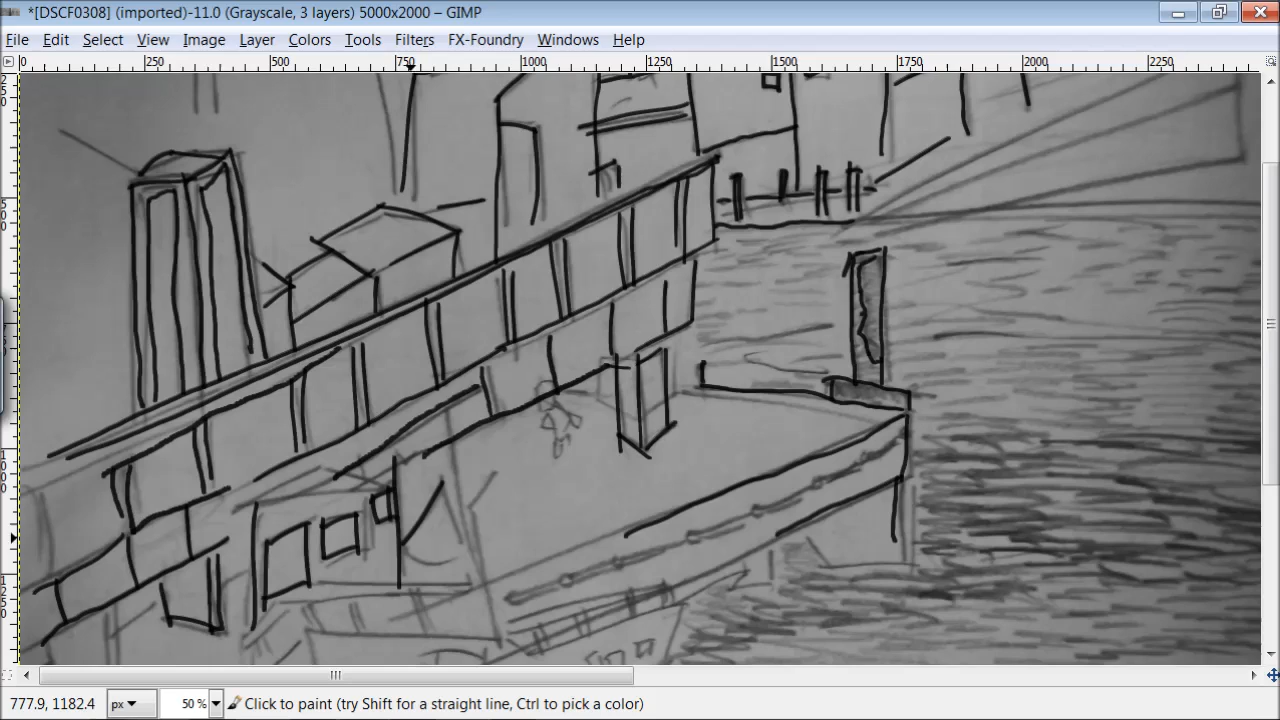 *[DSCF0308] (imported)-11.0 (Grayscale, 3 layers) 5000x2000 – GIMP
File Edit Select View Image Layer Colors Tools Filters FX-Foundry Windows Help
0 250 500 750 1000 1250 1500 1750 2000 2250
777.9, 1182.4 px 50 % Click to paint (try Shift for a straight line, Ctrl to pick a color)